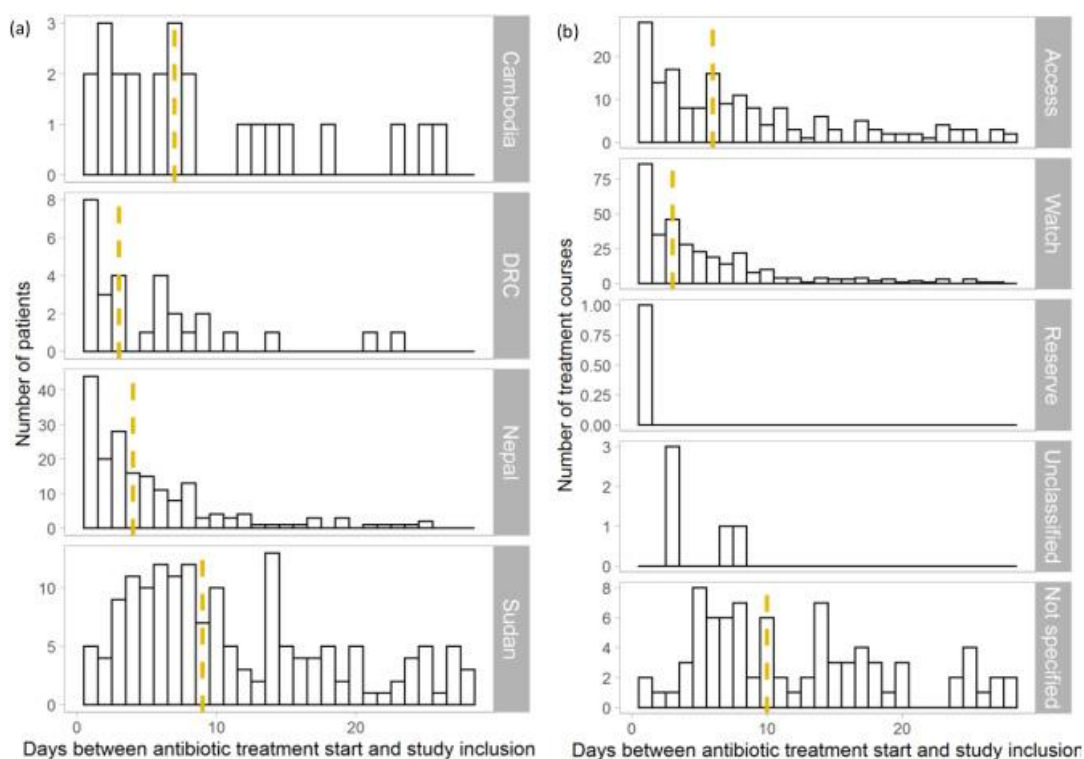 (a)
Number of patients
3
2
1
0
Cambodia
8
6
4
2
0
DRC
40
30
20
10
0
Nepal
10
5
0
Sudan
0
10
20
Days between antibiotic treatment start and study inclusion
(b)
Number of treatment courses
20
10
0
Access
75
50
25
0
Watch
1.00
0.75
0.50
0.25
0.00
Reserve
3
2
1
0
Unclassified
8
6
4
2
0
Not specified
0
10
20
Days between antibiotic treatment start and study inclusion